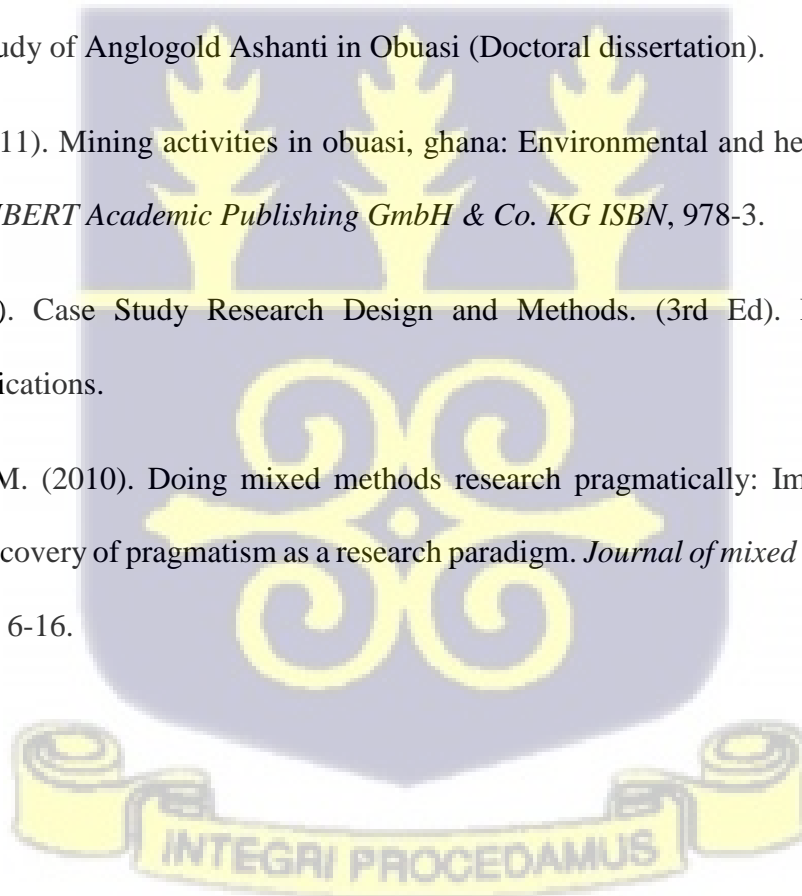 udy of Anglogold Ashanti in Obuasi (Doctoral dissertation).
11). Mining activities in obuasi, ghana: Environmental and he
BERT Academic Publishing GmbH & Co. KG ISBN, 978-3.
). Case Study Research Design and Methods. (3rd Ed).
ications.
M. (2010). Doing mixed methods research pragmatically: Im
covery of pragmatism as a research paradigm. Journal of mixed
6-16.
INTEGRI PROCEDAMUS